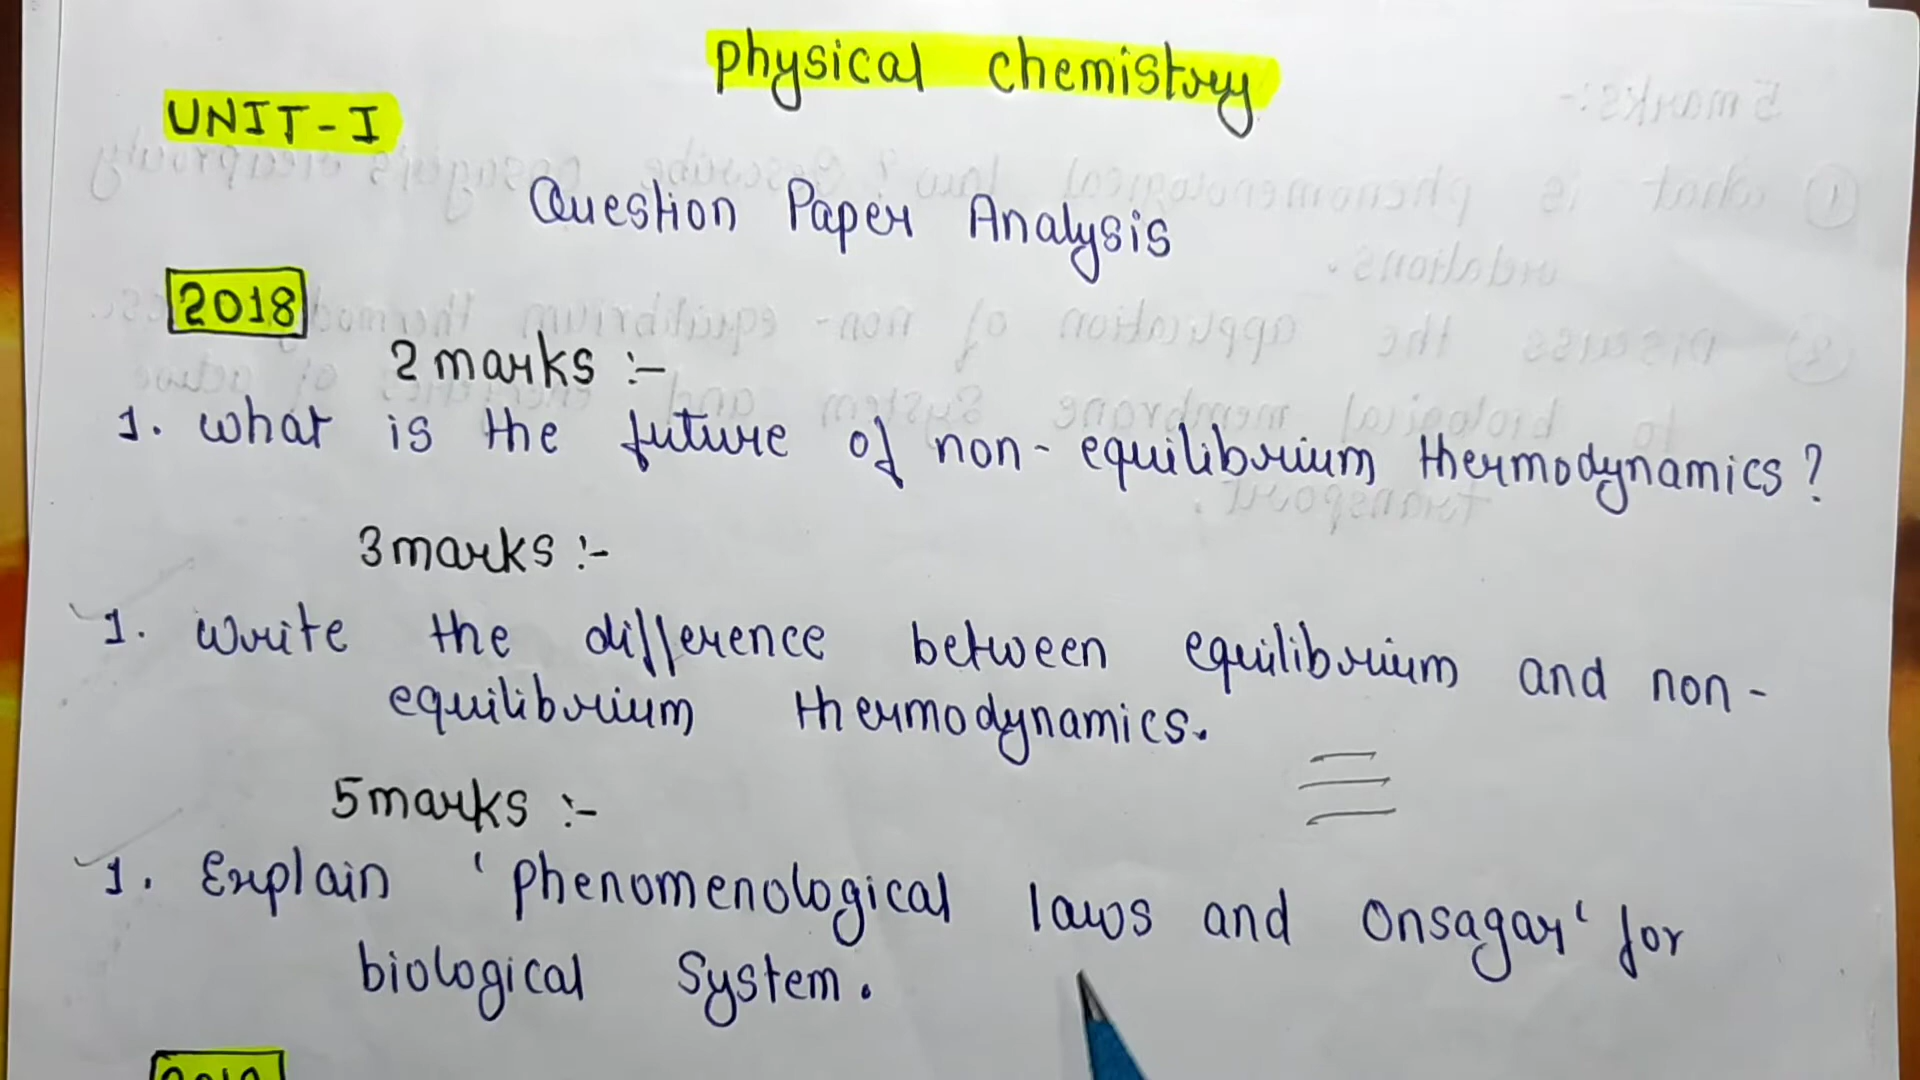 Physical chemistry
UNIT-I
Question Paper Analysis
2018
2 marks :-
1. What is the future of non-equilibrium thermodynamics?
3 marks :-
1. Write the difference between equilibrium and non-
equilibrium thermodynamics.
5 marks :-
1. Explain 'Phenomenological laws and Onsagar' for
biological System.